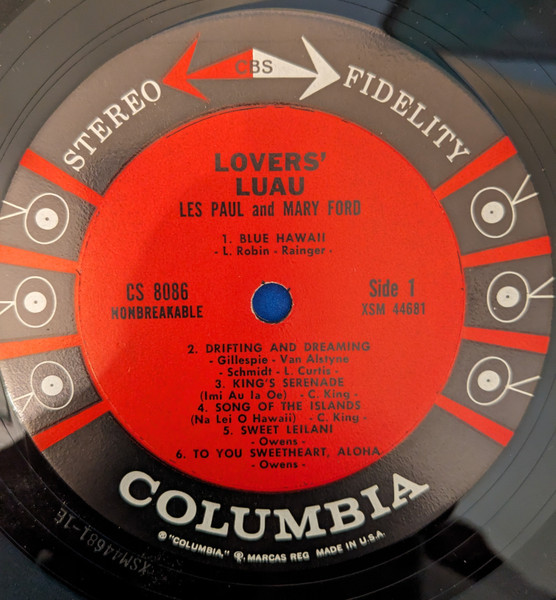 STEREO CBS FIDELITY
LOVERS'
LUAU
LES PAUL and MARY FORD
1. BLUE HAWAII
- L. Robin - Rainger -
CS 8086 Side 1
NONBREAKABLE XSM 44681
2. DRIFTING AND DREAMING
- Gillespie - Van Alstyne
- Schmidt - L. Curtis -
3. KING'S SERENADE
(Imi Au Ia Oe) - C. King -
4. SONG OF THE ISLANDS
(Na Lei O Hawaii) - C. King -
5. SWEET LEILANI
- Owens -
6. TO YOU SWEETHEART, ALOHA
- Owens -
COLUMBIA
® "COLUMBIA," ®, MARCAS REG MADE IN U.S.A.
XSM44681-1E